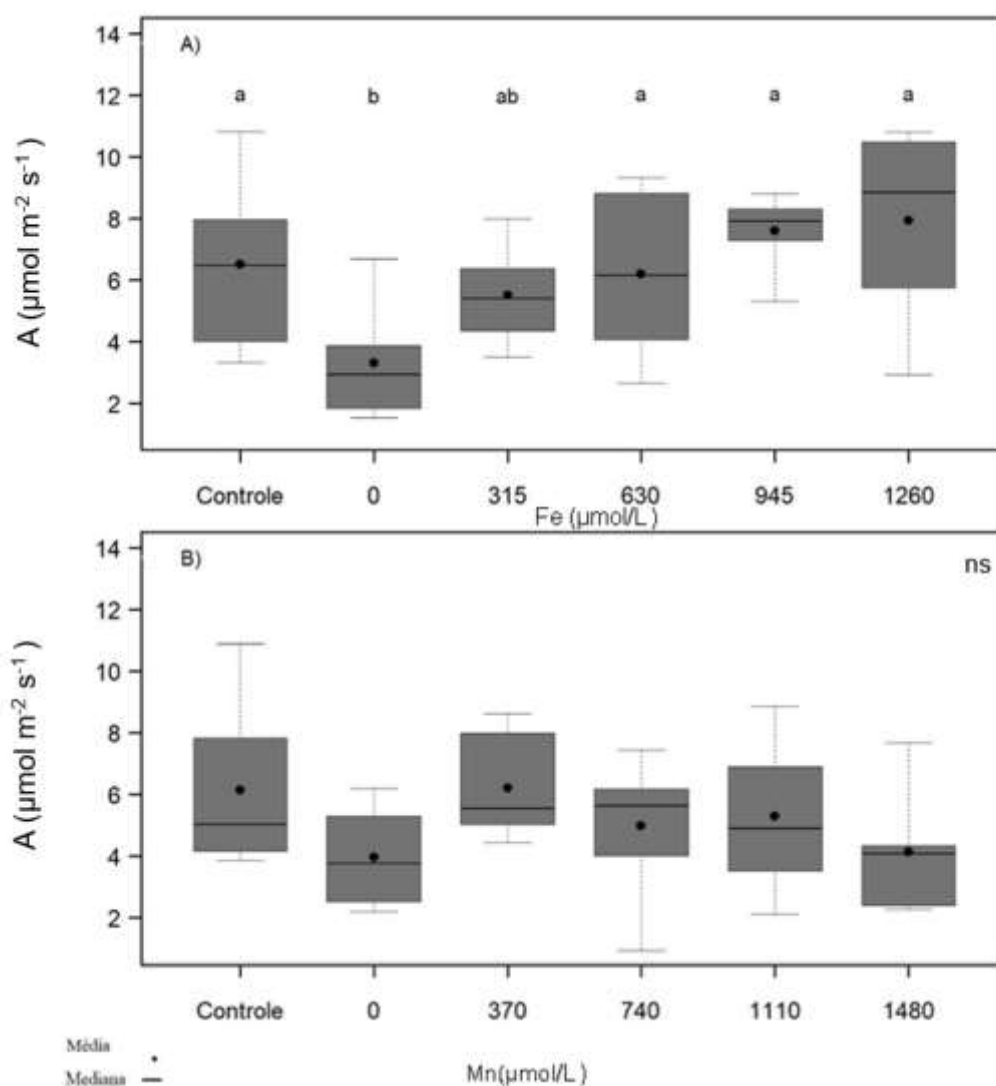 A)
14
12
10
8
6
4
2
A (µmol m⁻² s⁻¹)
a b ab a a a
Controle 0 315 630 945 1260
Fe (µmol/L)
B)
ns
14
12
10
8
6
4
2
A (µmol m⁻² s⁻¹)
Controle 0 370 740 1110 1480
Mn(µmol/L)
Média
Mediana